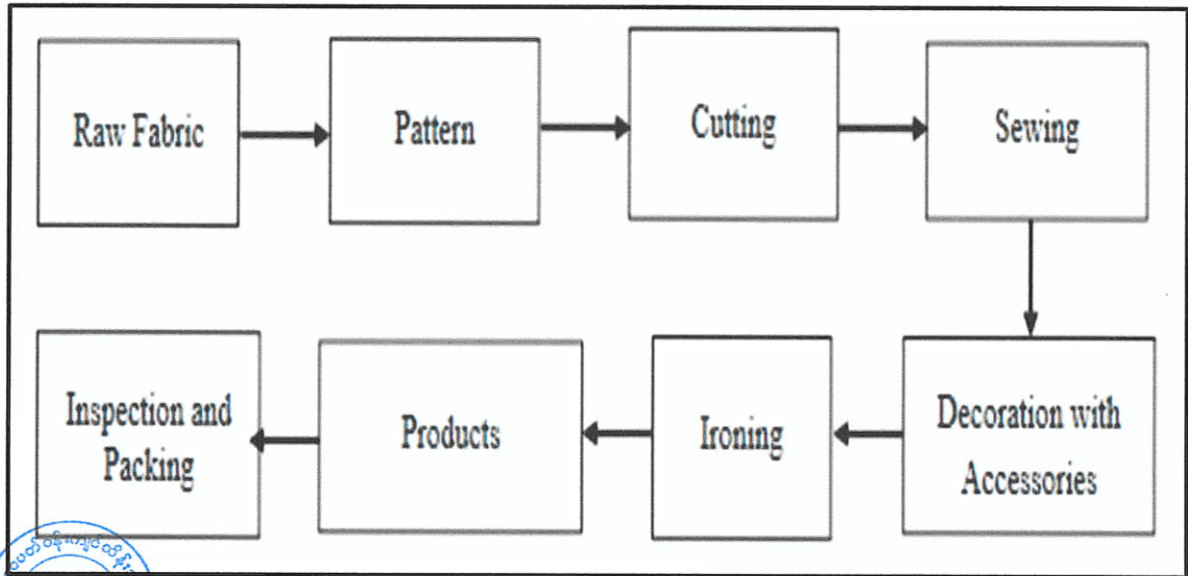 Raw Fabric
Pattern
Cutting
Sewing
Decoration with
Accessories
Ironing
Products
Inspection and
Packing